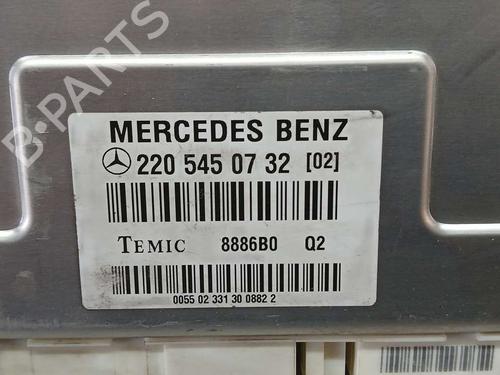 B-PARTS
MERCEDES BENZ
220 545 07 32 [02]
TEMIC 8886B0 Q2
0055 02 331 30 0882 2